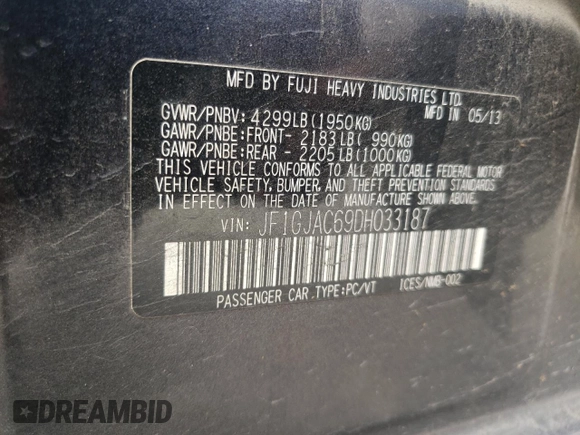 MFD BY FUJI HEAVY INDUSTRIES LTD.
MFD IN 05/13
GVWR/PNBV: 4299LB(1950KG)
GAWR/PNBE:FRONT- 2183LB( 990KG)
GAWR/PNBE:REAR - 2205LB(1000KG)
THIS VEHICLE CONFORMS TO ALL APPLICABLE FEDERAL MOTOR
VEHICLE SAFETY, BUMPER, AND THEFT PREVENTION STANDARDS
IN EFFECT ON THE DATE OF MANUFACTURE SHOWN ABOVE.
VIN: JF1GJAC69DH033187
PASSENGER CAR TYPE:PC/VT ICES/NMB-002
DREAMBID